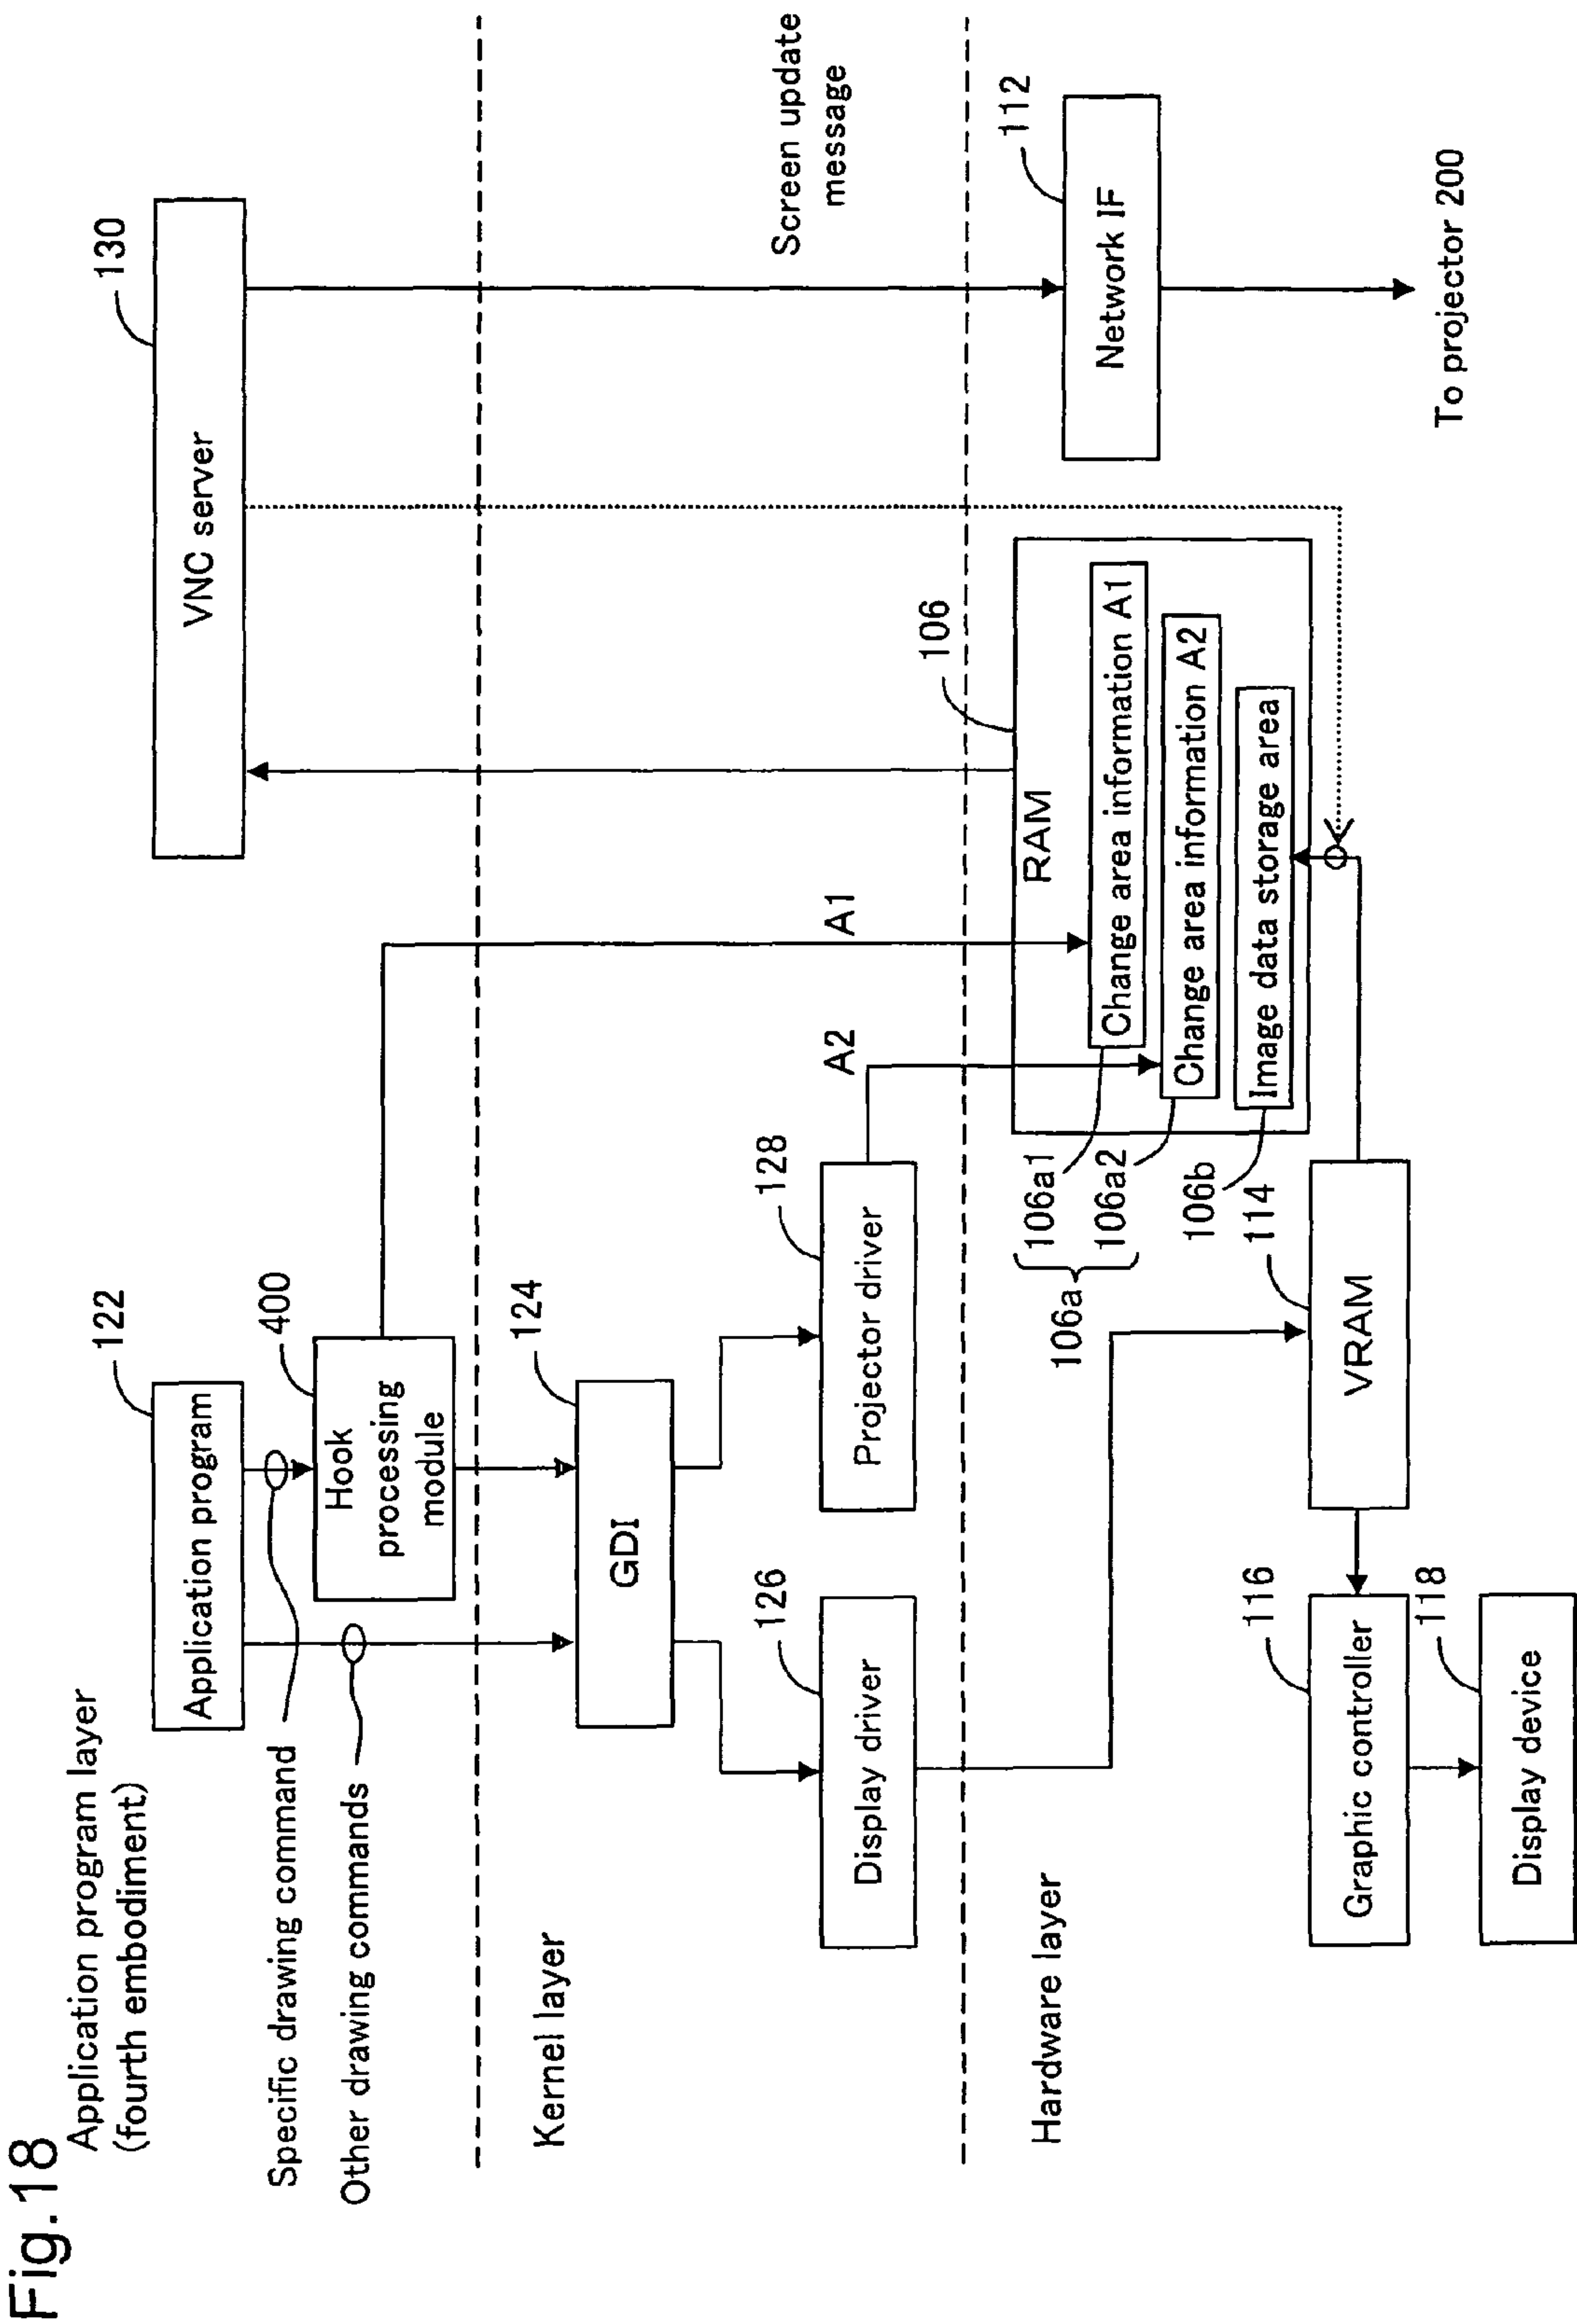 Fig.18
Application program layer
(fourth embodiment)
122
130
Application program
VNC server
Specific drawing command
400
Hook
processing
module
Other drawing commands
Kernel layer
124
GDI
126
128
Display driver
Projector driver
A2
A1
Screen update
message
Hardware layer
106a
106a1
106a2
106b
106
RAM
Change area information A1
Change area information A2
Image data storage area
112
Network IF
114
VRAM
116
Graphic controller
118
Display device
To projector 200